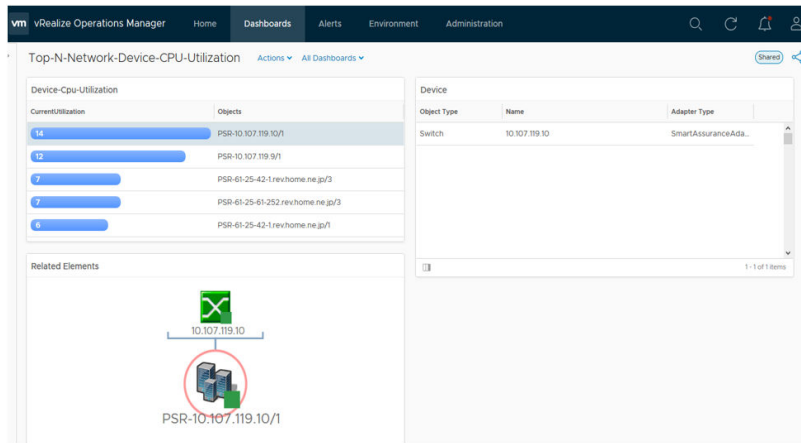 vm vRealize Operations Manager Home Dashboards Alerts Environment Administration
Top-N-Network-Device-CPU-Utilization Actions All Dashboards Shared
Device-Cpu-Utilization
CurrentUtilization Objects
14 PSR-10.107.119.10/1
12 PSR-10.107.119.9/1
7 PSR-61-25-42-1.rev.home.ne.jp/3
7 PSR-61-25-61-252.rev.home.ne.jp/3
6 PSR-61-25-42-1.rev.home.ne.jp/1
Device
Object Type Name Adapter Type
Switch 10.107.119.10 SmartAssuranceAda...
1 - 1 of 1 items
Related Elements
10.107.119.10
PSR-10.107.119.10/1